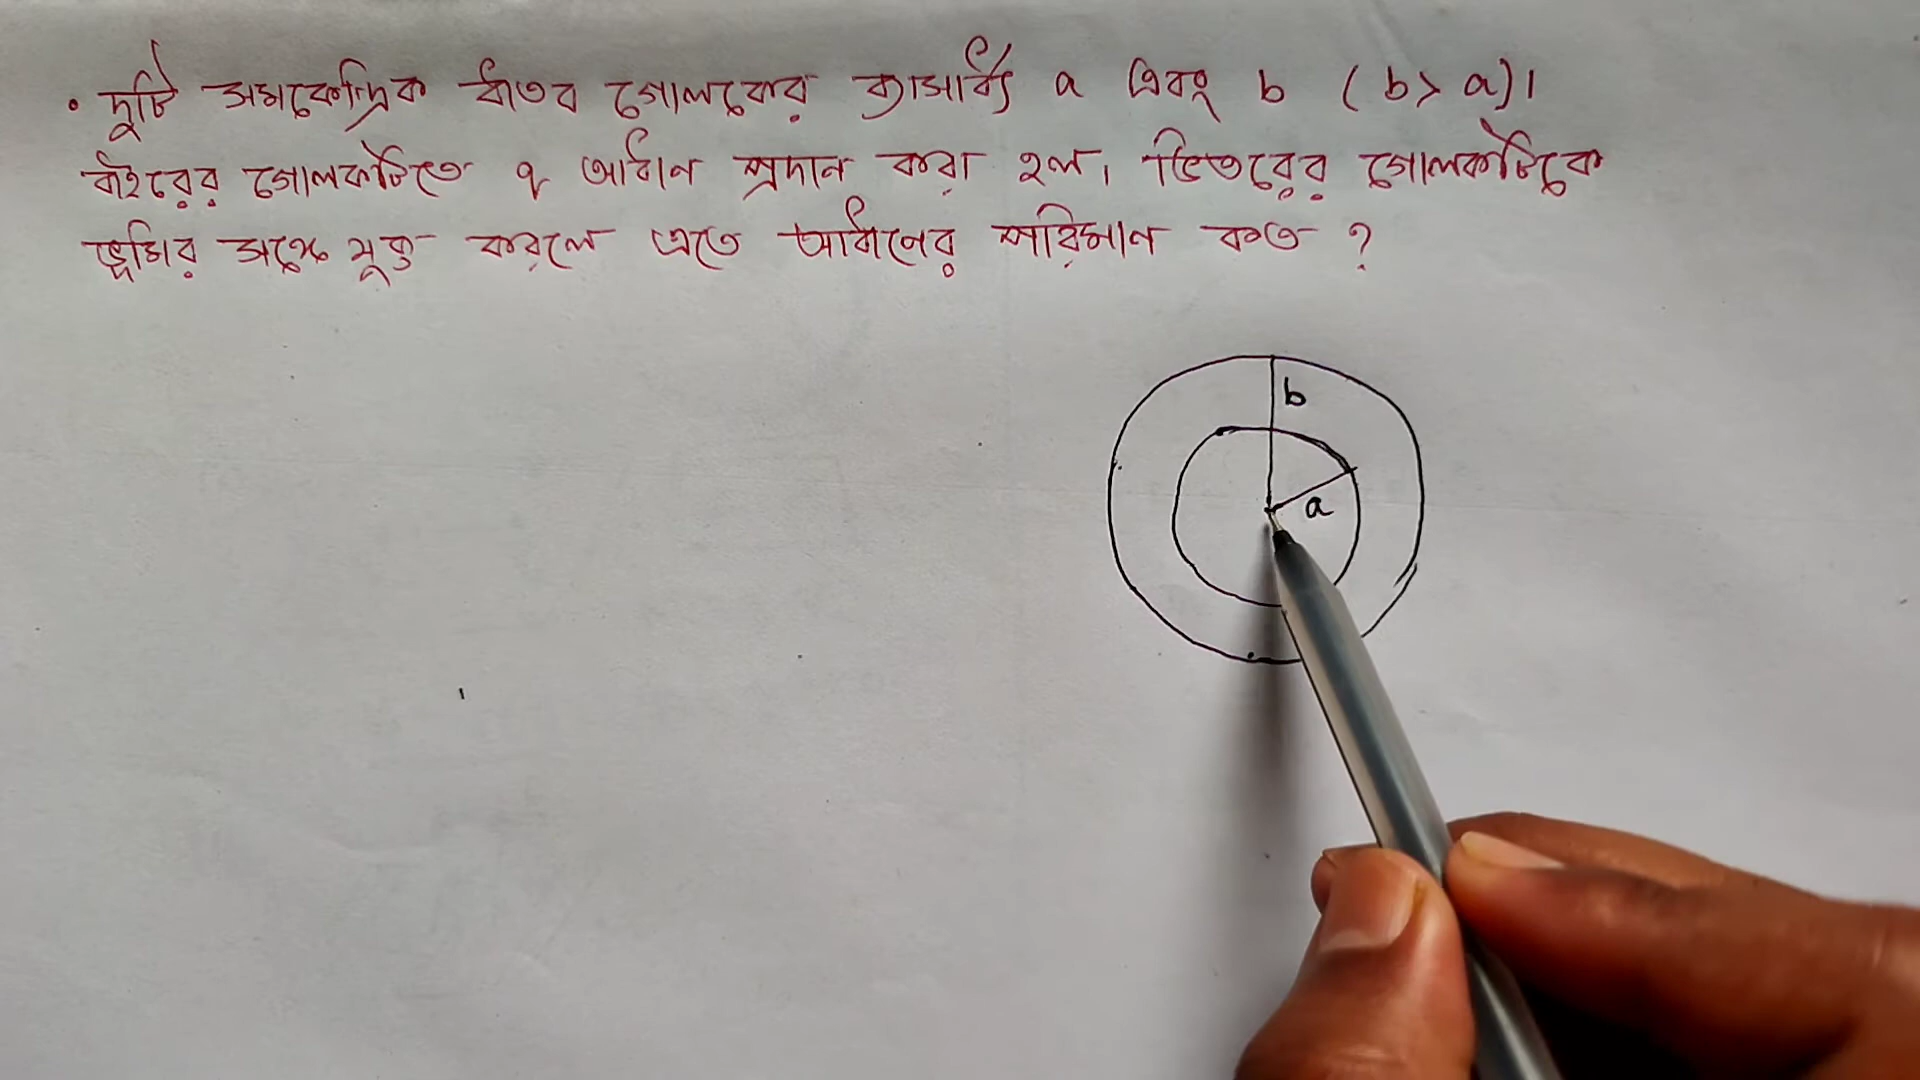 • দুটি সমকেন্দ্রিক ধাতব গোলকের ব্যাসার্ধ্য a এবং b (b> a)।
বাইরের গোলকটিতে q আধান প্রদান করা হল। ভিতরের গোলকটিকে
ভূমির সঙ্গে যুক্ত করলে এতে আধানের পরিমান কত ?
b
a